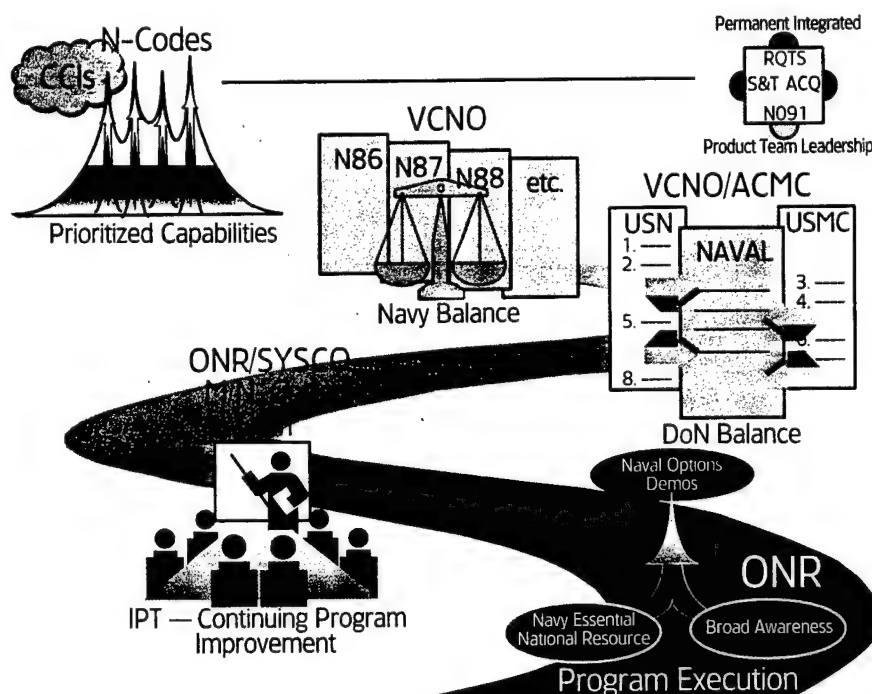 N-Codes
CCIs
Prioritized Capabilities
Permanent Integrated
RQTS
S&T ACQ
N091
Product Team Leadership
VCNO
N86
N87
N88
etc.
Navy Balance
VCNO/ACMC
USN
USMC
NAVAL
1.
2.
3.
4.
5.
6.
8.
DoN Balance
ONR/SYSCO
IPT — Continuing Program
Improvement
Naval Options
Demos
ONR
Navy Essential
National Resource
Broad Awareness
Program Execution